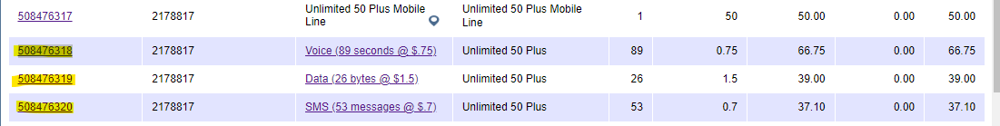 508476317 2178817 Unlimited 50 Plus Mobile Line Unlimited 50 Plus Mobile Line 1 50 50.00 0.00 50.00
508476318 2178817 Voice (89 seconds @ $.75) Unlimited 50 Plus 89 0.75 66.75 0.00 66.75
508476319 2178817 Data (26 bytes @ $1.5) Unlimited 50 Plus 26 1.5 39.00 0.00 39.00
508476320 2178817 SMS (53 messages @ $.7) Unlimited 50 Plus 53 0.7 37.10 0.00 37.10